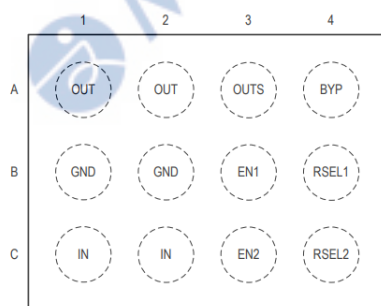 1 2 3 4
A OUT OUT OUTS BYP
B GND GND EN1 RSEL1
C IN IN EN2 RSEL2